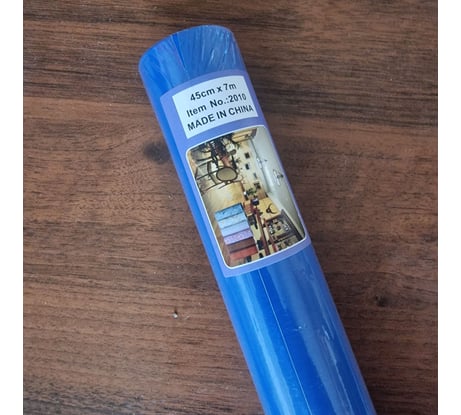 45cm x 7m
Item No.:2010
MADE IN CHINA